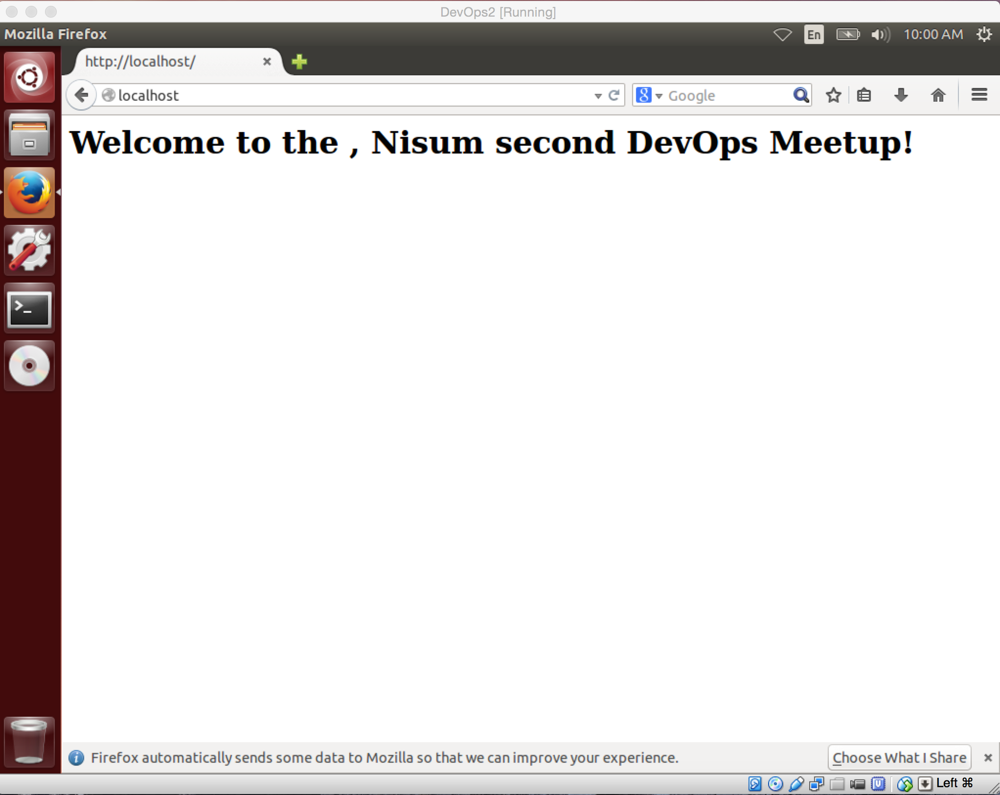 DevOps2 [Running]
Mozilla Firefox
En
10:00 AM
http://localhost/
localhost
8
Google
Welcome to the , Nisum second DevOps Meetup!
>_
Firefox automatically sends some data to Mozilla so that we can improve your experience.
Choose What I Share
Left ⌘